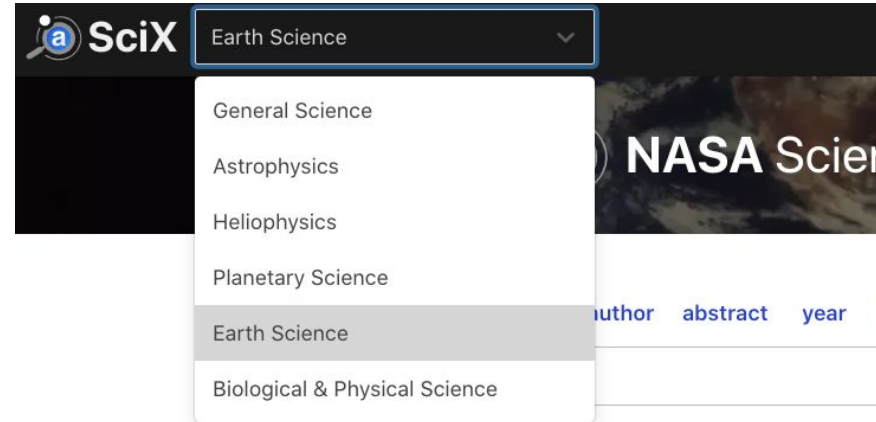 a SciX Earth Science
General Science
Astrophysics
NASA
Heliophysics
Planetary Science
Earth Science
abstract year
Biological & Physical Science